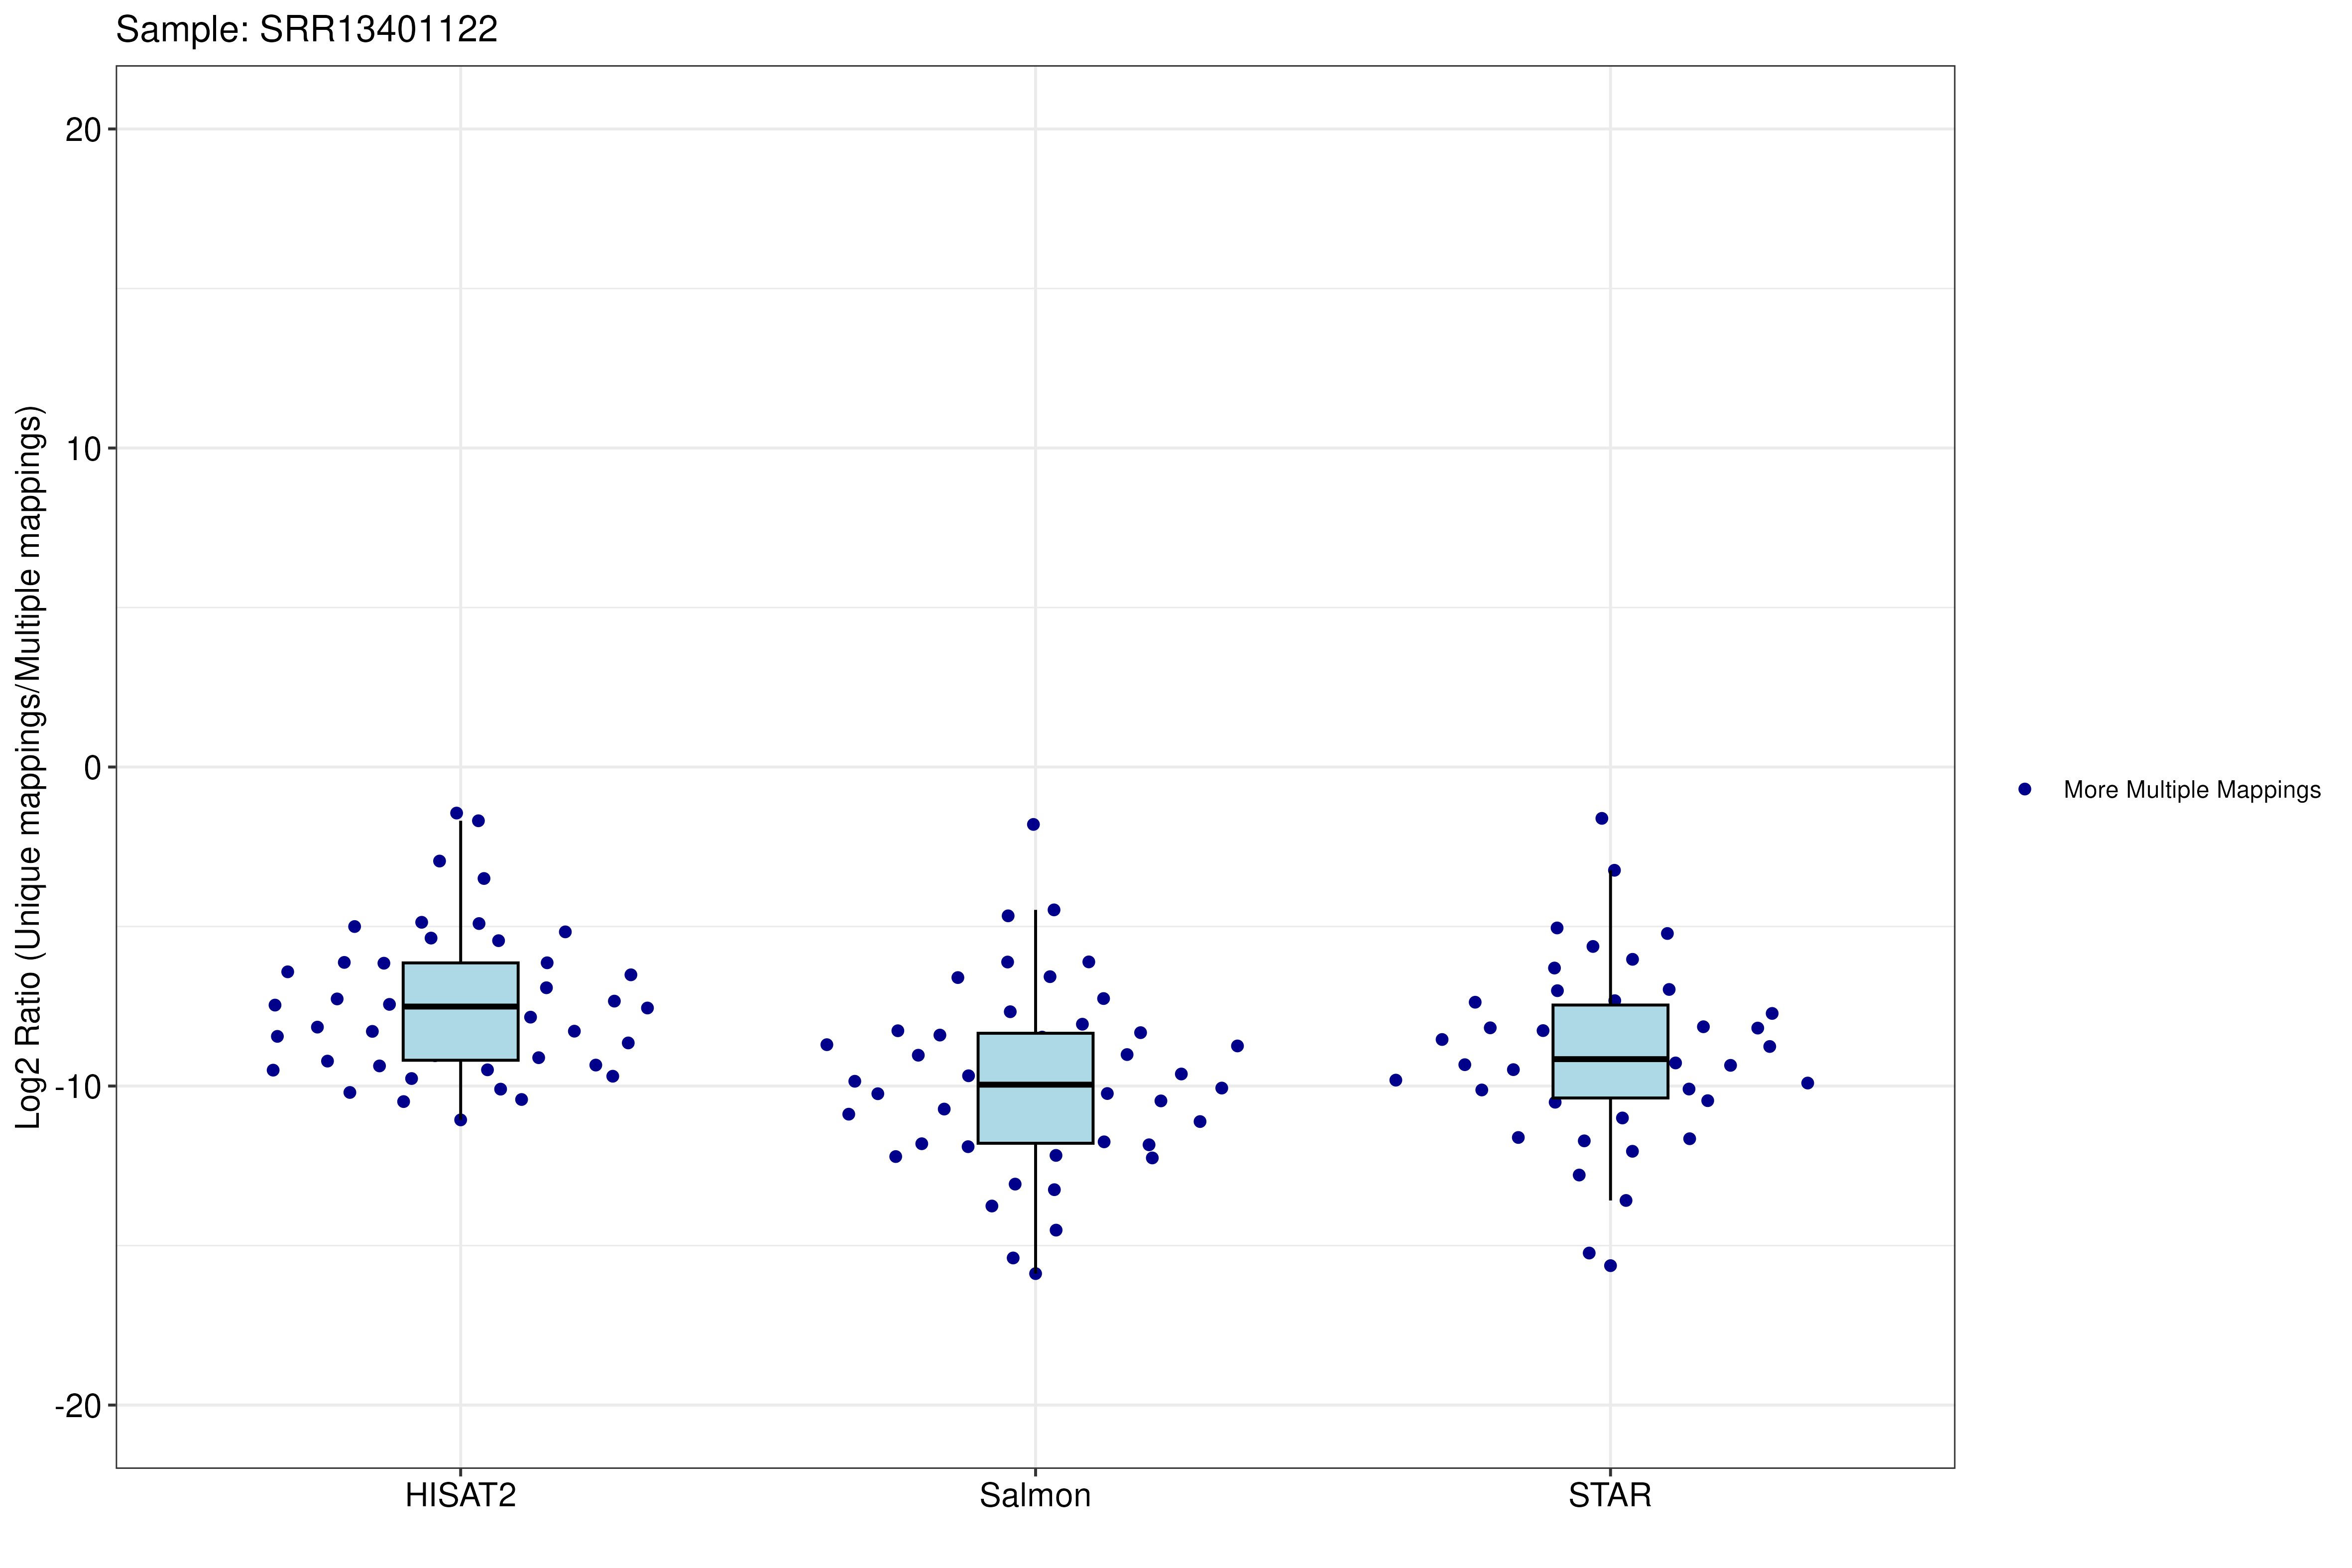 Sample: SRR13401122
Log2 Ratio (Unique mappings/Multiple mappings)
20
10
0
-10
-20
HISAT2
Salmon
STAR
More Multiple Mappings